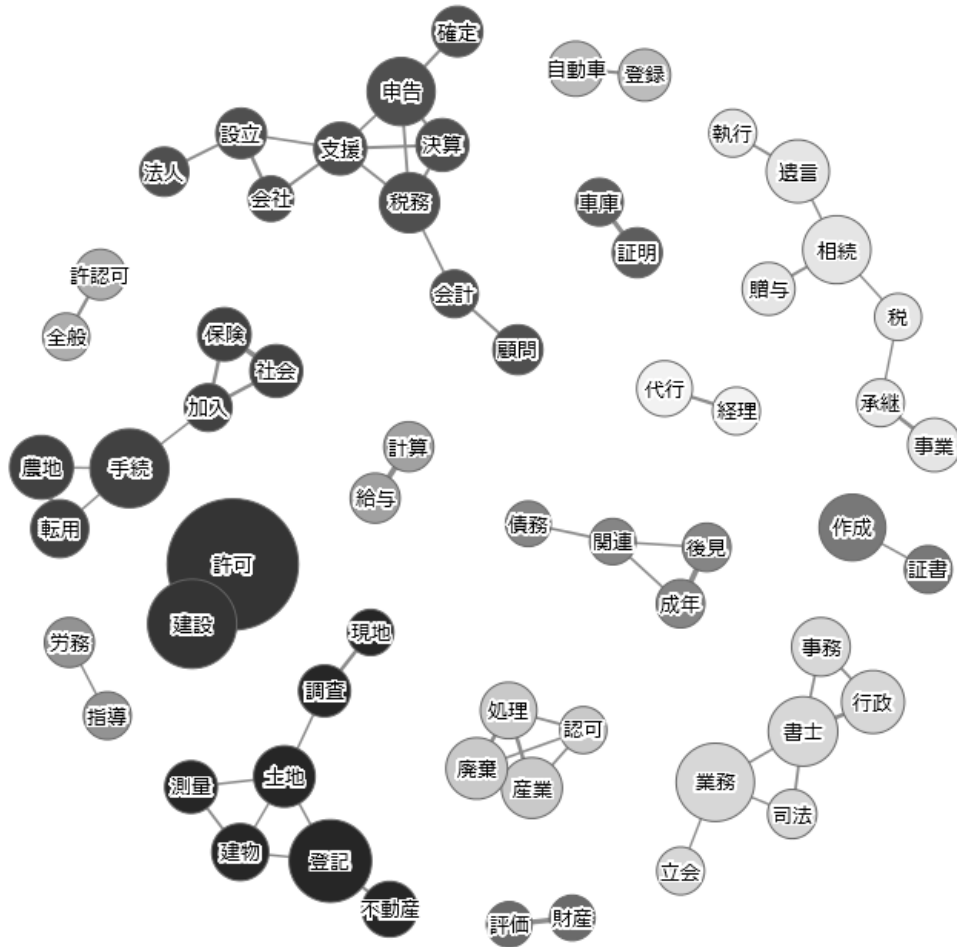 確定
自動車
登録
申告
設立
支援
決算
執行
法人
会社
税務
遺言
車庫
証明
相続
贈与
許認可
全般
会計
顧問
税
保険
社会
加入
代行
経理
承継
事業
農地
手続
転用
計算
給与
債務
関連
後見
成年
作成
証書
許可
建設
労務
指導
現地
調査
事務
行政
書士
業務
司法
立会
処理
認可
廃棄
産業
測量
土地
建物
登記
不動産
評価
財産